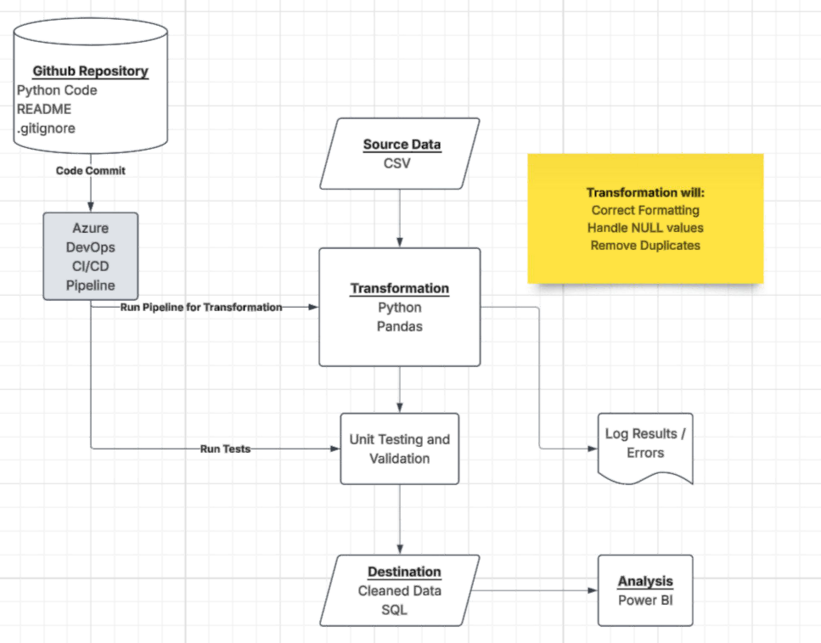 Github Repository
Python Code
README
.gitignore
Code Commit
Azure
DevOps
CI/CD
Pipeline
Source Data
CSV
Transformation will:
Correct Formatting
Handle NULL values
Remove Duplicates
Run Pipeline for Transformation
Transformation
Python
Pandas
Run Tests
Unit Testing and
Validation
Log Results /
Errors
Destination
Cleaned Data
SQL
Analysis
Power BI